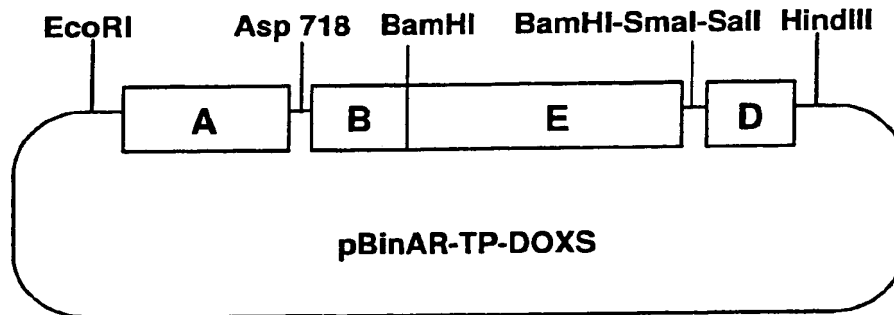 EcoRI Asp 718 BamHI BamHI-SmaI-SalI HindIII
A B E D
pBinAR-TP-DOXS